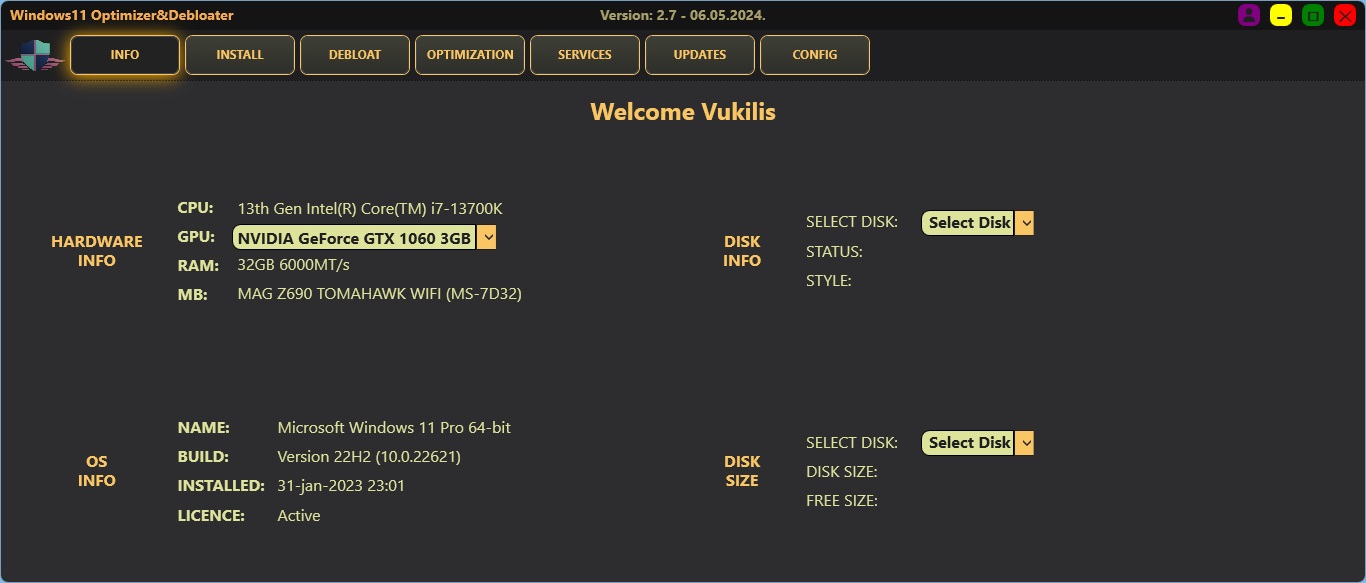 Windows11 Optimizer&Debloater
Version: 2.7 - 06.05.2024.
INFO
INSTALL
DEBLOAT
OPTIMIZATION
SERVICES
UPDATES
CONFIG
Welcome Vukilis
HARDWARE
INFO
CPU: 13th Gen Intel(R) Core(TM) i7-13700K
GPU: NVIDIA GeForce GTX 1060 3GB
RAM: 32GB 6000MT/s
MB: MAG Z690 TOMAHAWK WIFI (MS-7D32)
DISK
INFO
SELECT DISK: Select Disk
STATUS:
STYLE:
OS
INFO
NAME: Microsoft Windows 11 Pro 64-bit
BUILD: Version 22H2 (10.0.22621)
INSTALLED: 31-jan-2023 23:01
LICENCE: Active
DISK
SIZE
SELECT DISK: Select Disk
DISK SIZE:
FREE SIZE: